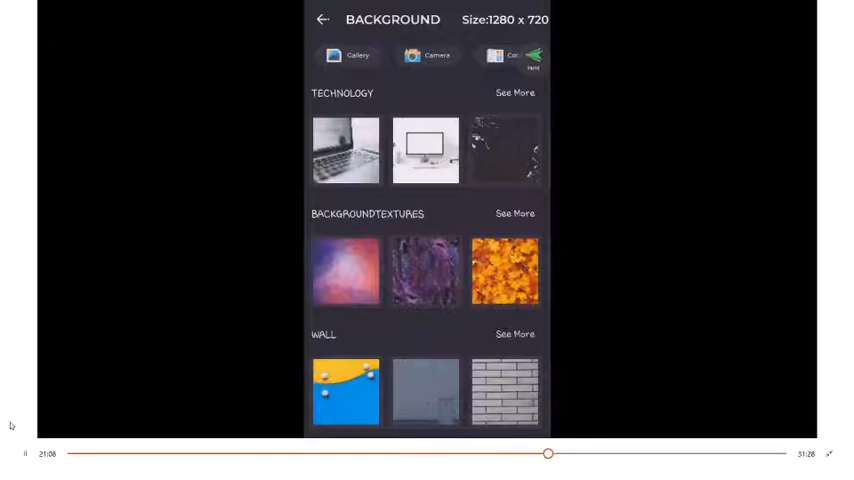 BACKGROUND Size:1280 x 720
Gallery Camera
TECHNOLOGY See More
BACKGROUNDTEXTURES See More
WALL See More
21:08 31:28